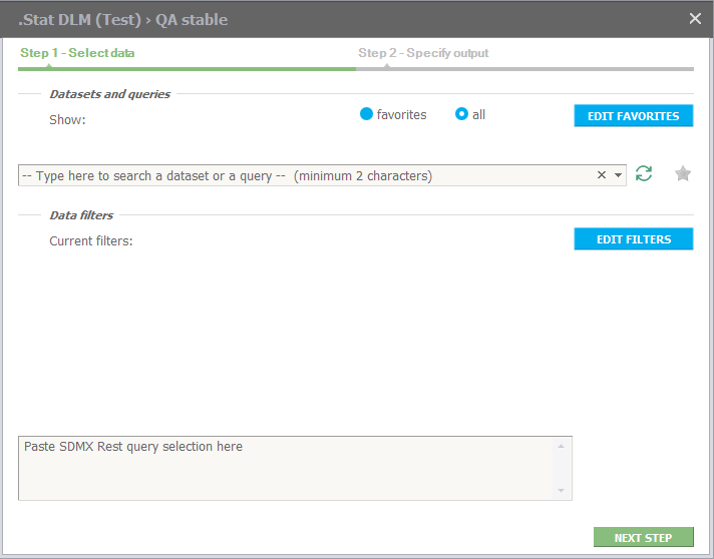 .Stat DLM (Test) › QA stable
Step 1 - Select data
Step 2 - Specify output
Datasets and queries
Show:
favorites
all
EDIT FAVORITES
-- Type here to search a dataset or a query -- (minimum 2 characters)
Data filters
Current filters:
EDIT FILTERS
Paste SDMX Rest query selection here
NEXT STEP